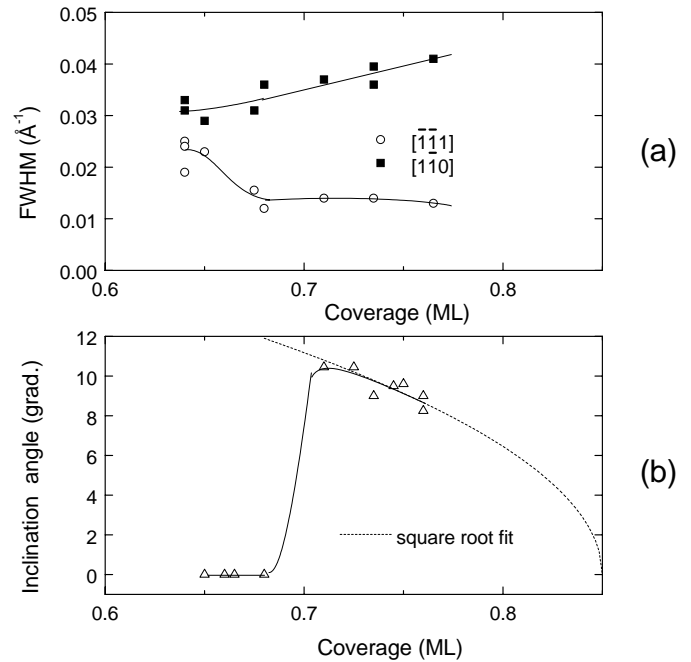 0.05
0.04
0.03
0.02
0.01
0.00
FWHM (Å⁻¹)
[1̅1̅1]
[11̅0]
(a)
0.6 0.7 0.8
Coverage (ML)
12
10
8
6
4
2
0
Inclination angle (grad.)
square root fit
(b)
0.6 0.7 0.8
Coverage (ML)